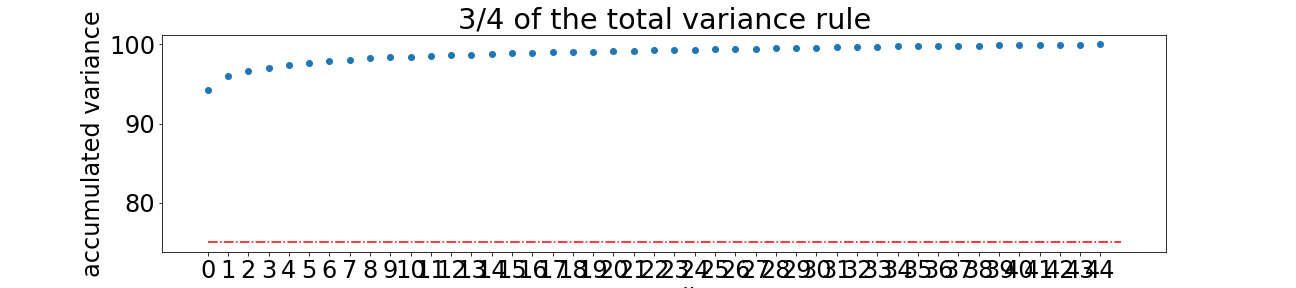 3/4 of the total variance rule
accumulated variance
100
90
80
0 1 2 3 4 5 6 7 8 9 10 11 12 13 14 15 16 17 18 19 20 21 22 23 24 25 26 27 28 29 30 31 32 33 34 35 36 37 38 39 40 41 42 43 44